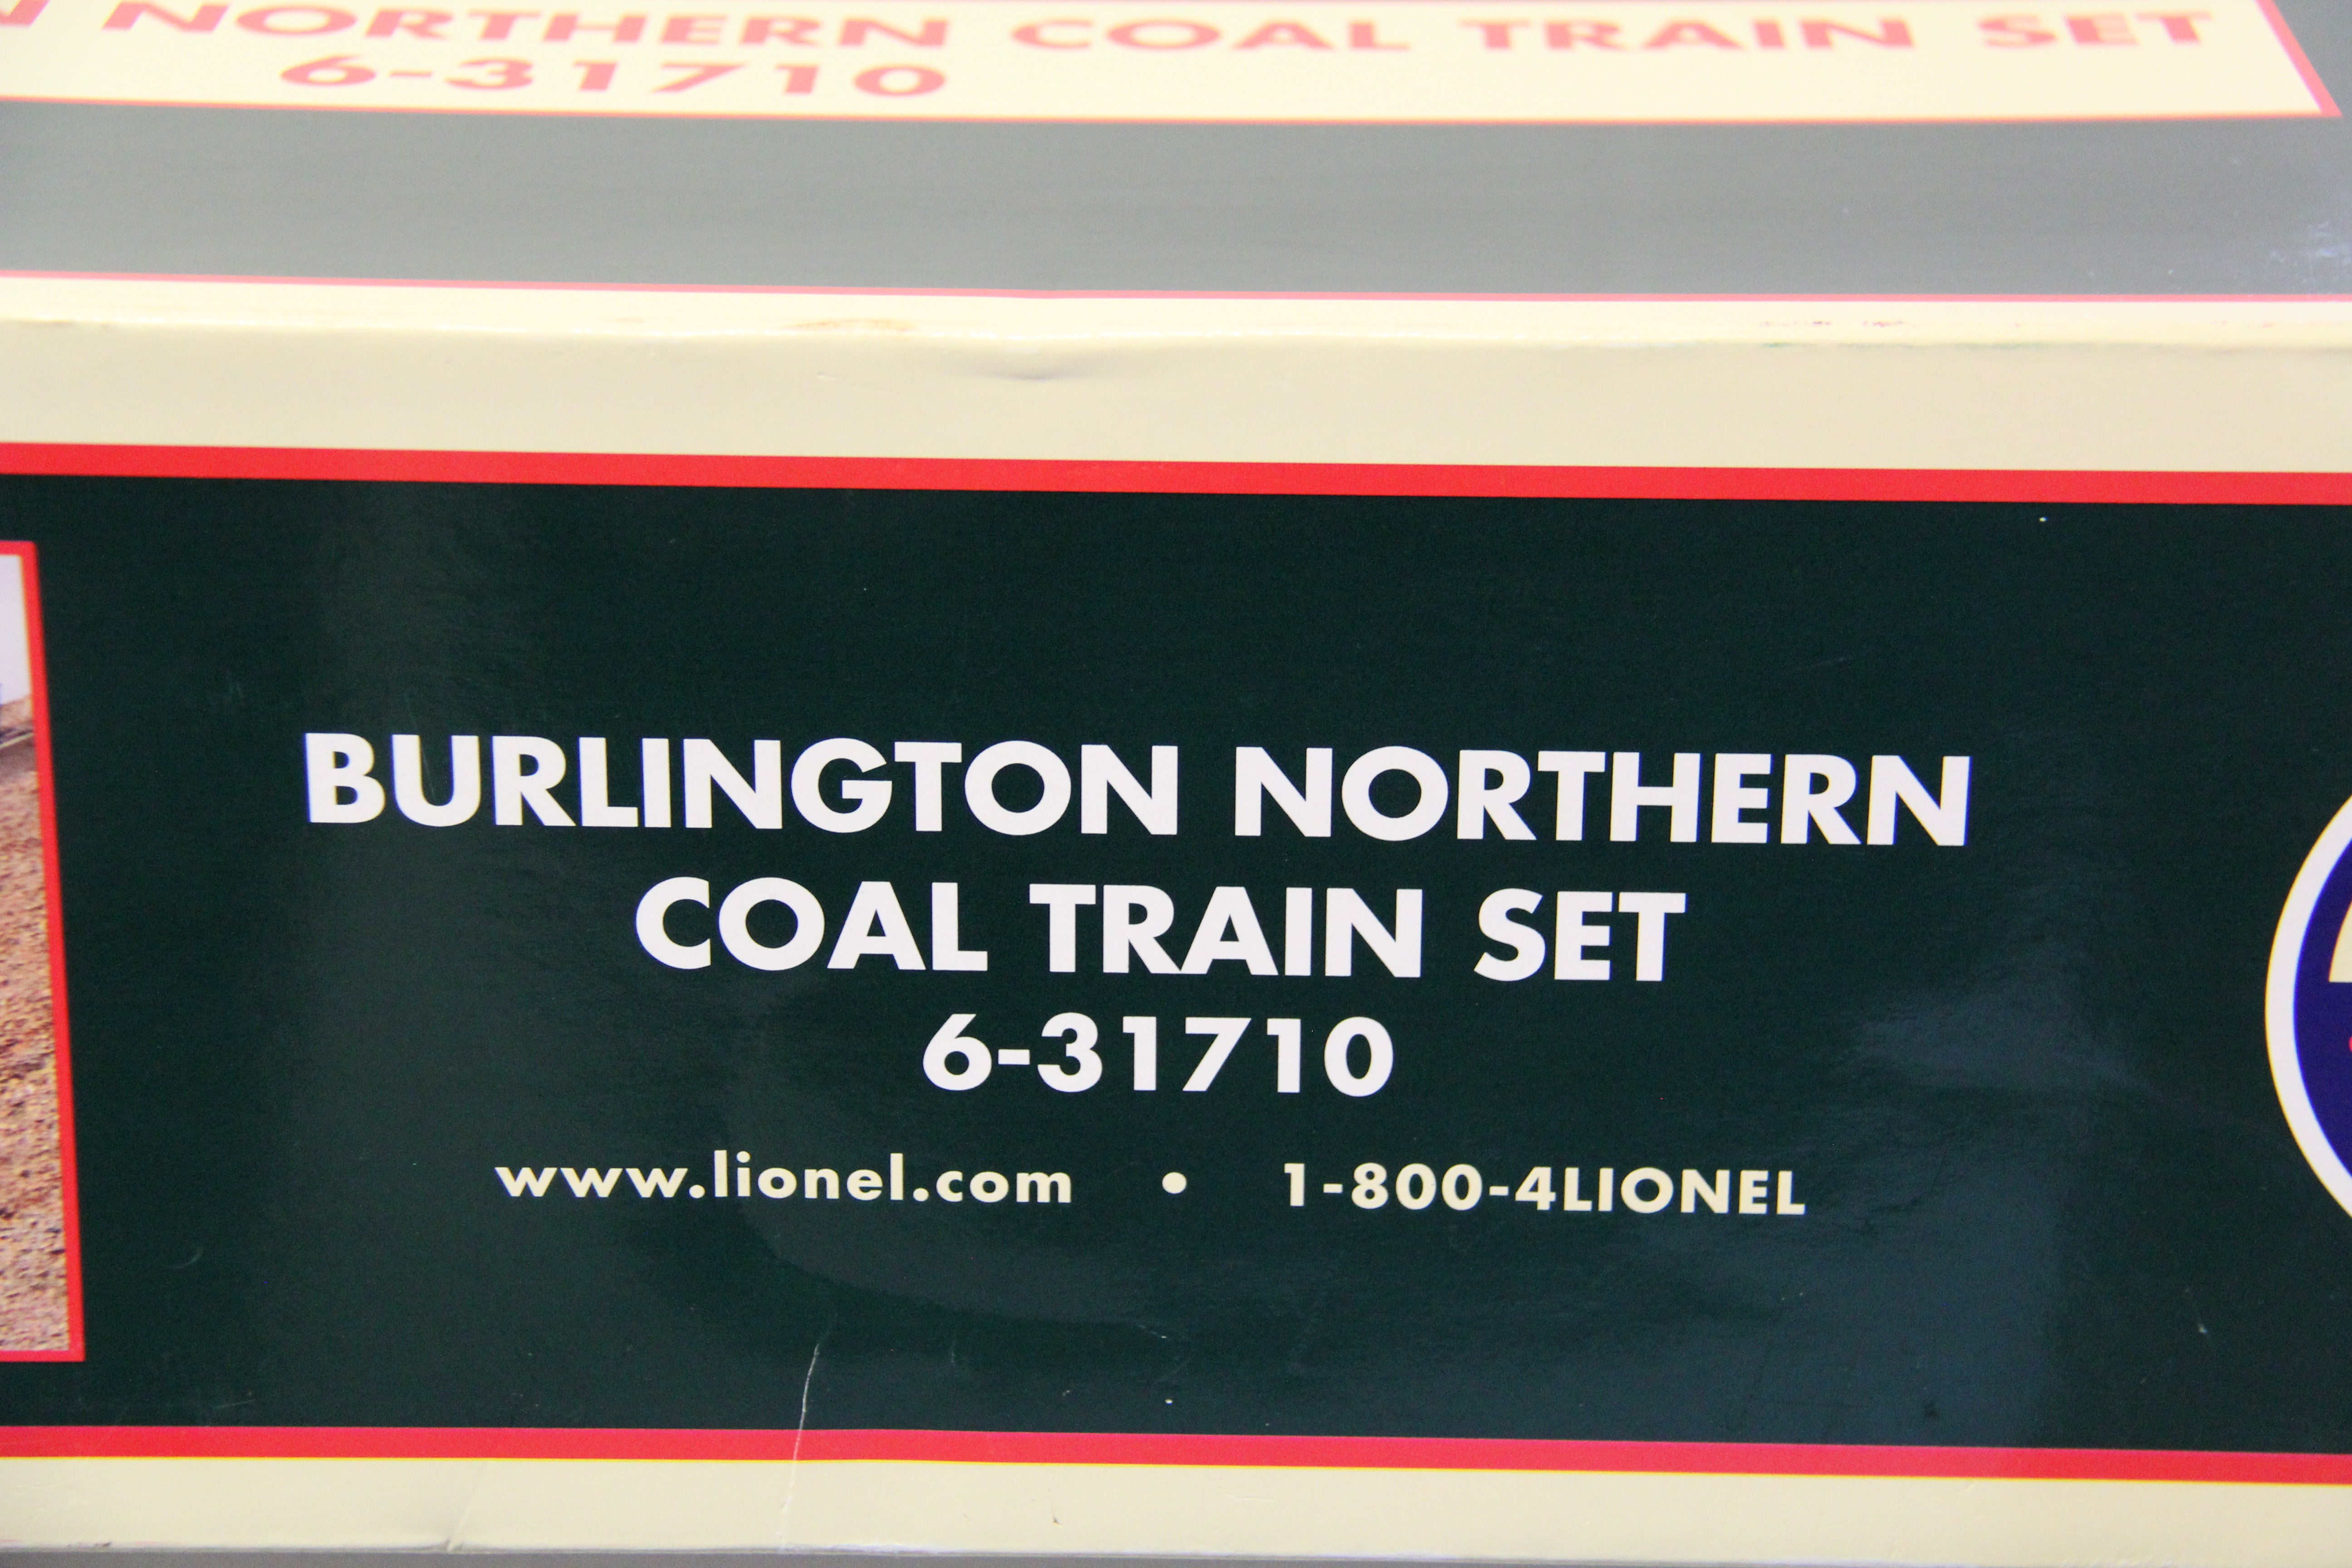 NORTHERN COAL TRAIN SET
6-31710
BURLINGTON NORTHERN
COAL TRAIN SET
6-31710
www.lionel.com • 1-800-4LIONEL